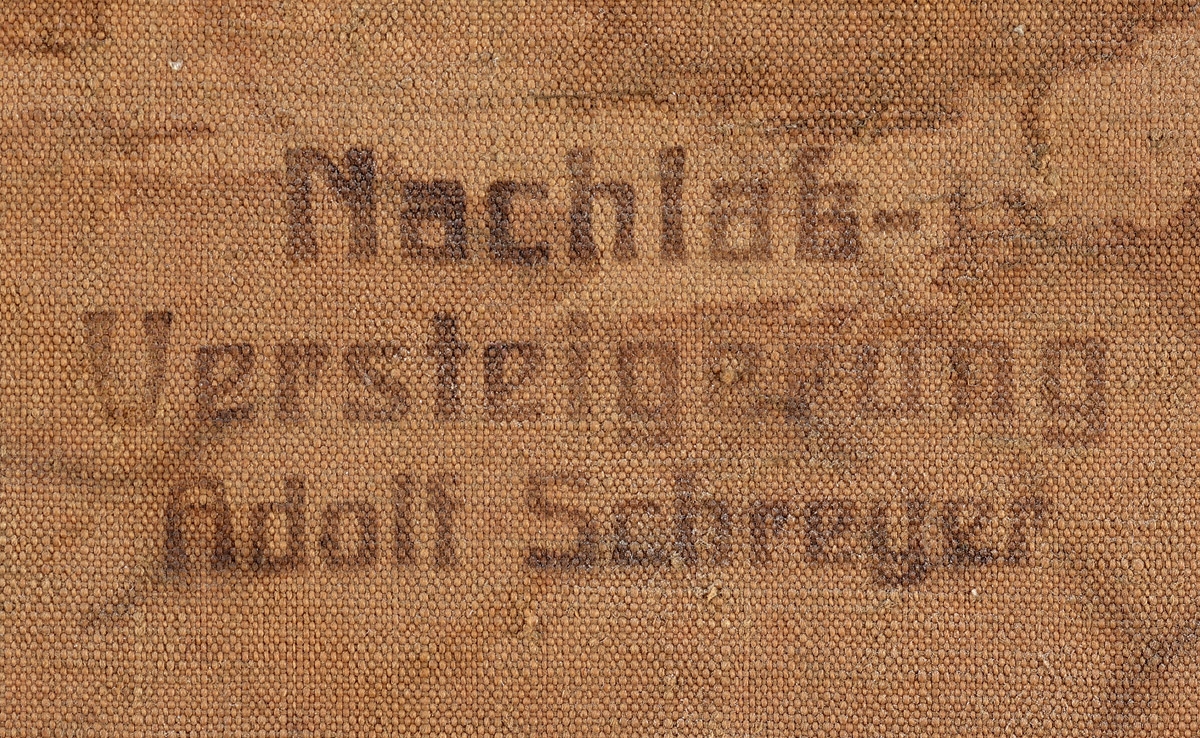 Nachlaß-
Versteigerung
Adolf Schreyer